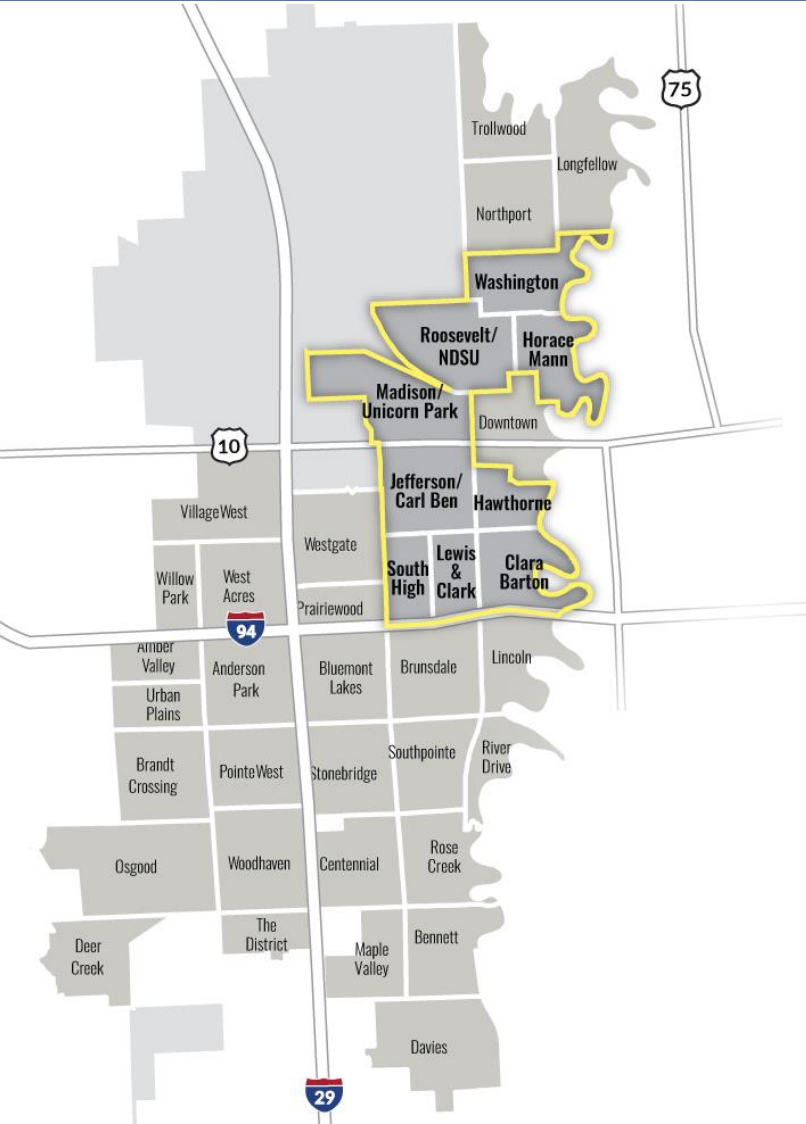 75
Trollwood
Longfellow
Northport
Washington
Roosevelt/
NDSU
Horace
Mann
Madison/
Unicorn Park
Downtown
10
Jefferson/
Carl Ben
Hawthorne
Village West
Westgate
Willow
Park
West
Acres
South
High
Lewis
&
Clark
Clara
Barton
Prairiewood
94
Amber
Valley
Anderson
Park
Bluemont
Lakes
Brunsdale
Lincoln
Urban
Plains
Brandt
Crossing
Pointe West
Stonebridge
Southpointe
River
Drive
Osgood
Woodhaven
Centennial
Rose
Creek
The
District
Deer
Creek
Maple
Valley
Bennett
Davies
29